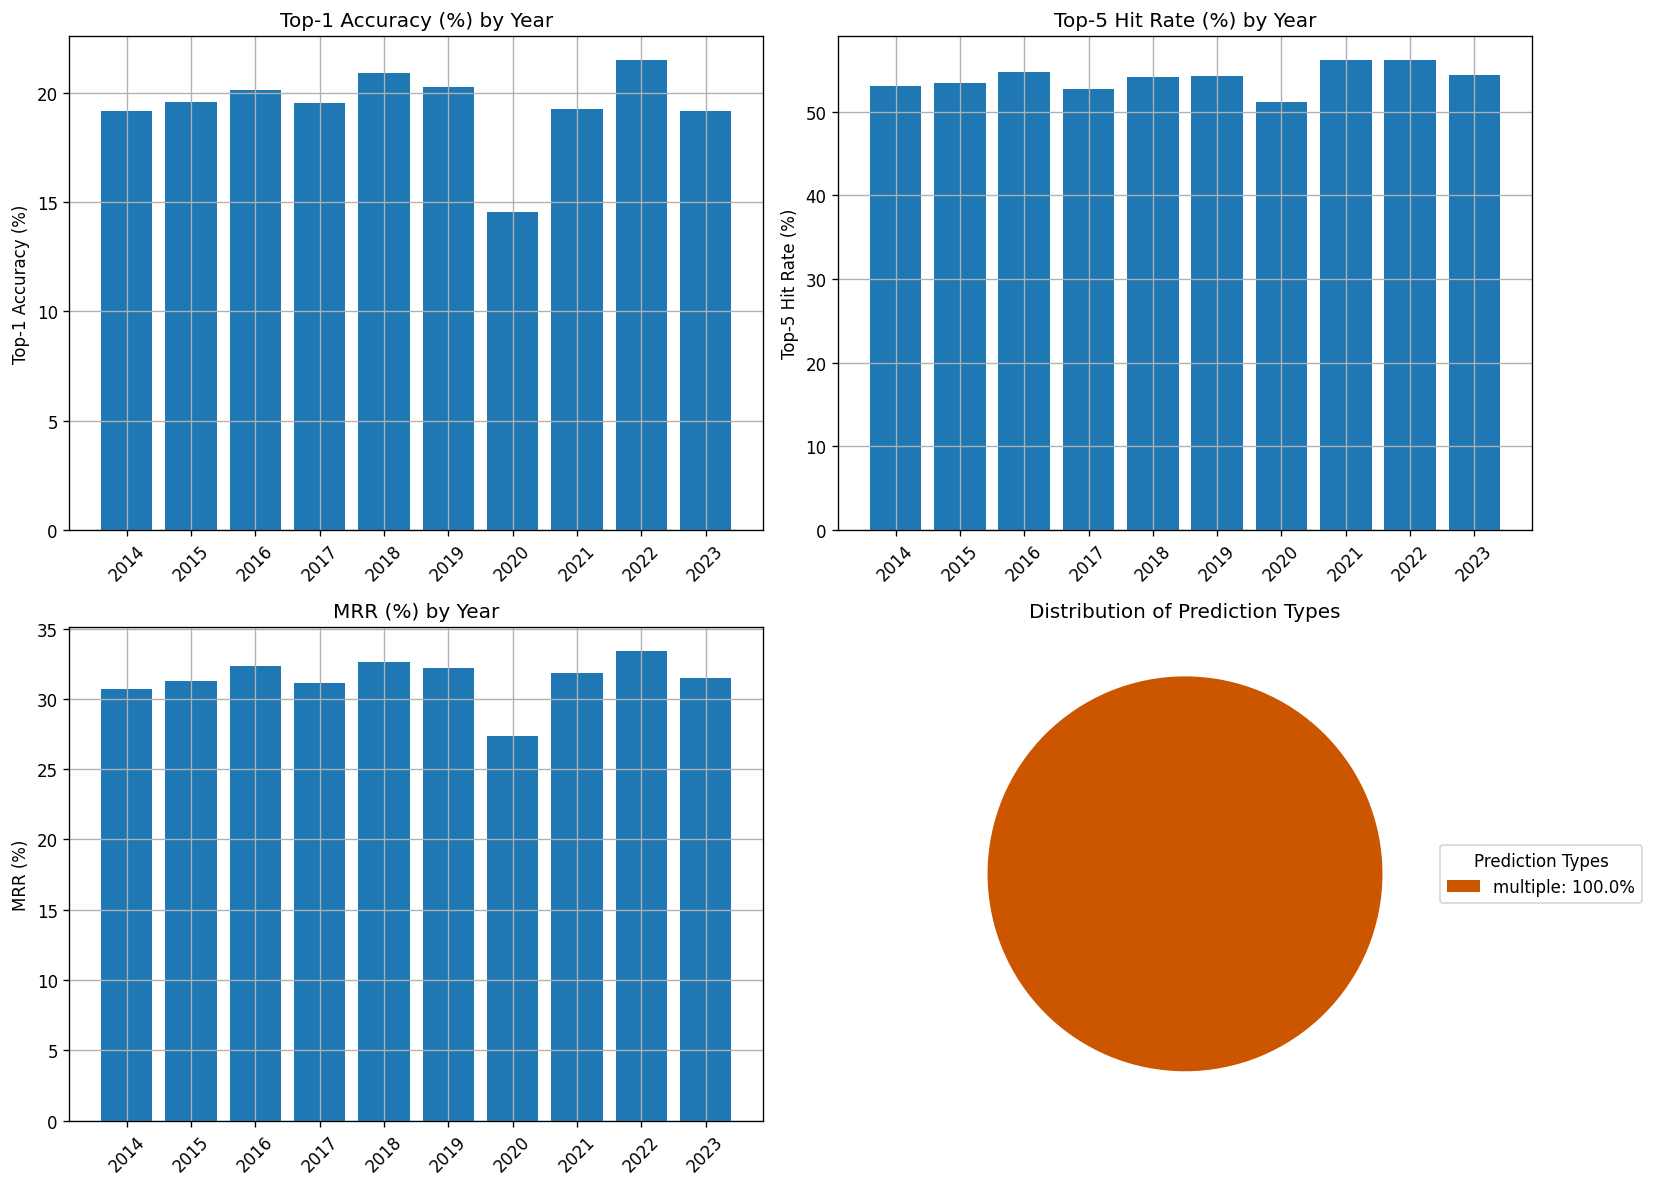 Top-1 Accuracy (%) by Year
Top-1 Accuracy (%)
20
15
10
5
0
2014 2015 2016 2017 2018 2019 2020 2021 2022 2023
Top-5 Hit Rate (%) by Year
Top-5 Hit Rate (%)
50
40
30
20
10
0
2014 2015 2016 2017 2018 2019 2020 2021 2022 2023
MRR (%) by Year
MRR (%)
35
30
25
20
15
10
5
0
2014 2015 2016 2017 2018 2019 2020 2021 2022 2023
Distribution of Prediction Types
Prediction Types
multiple: 100.0%